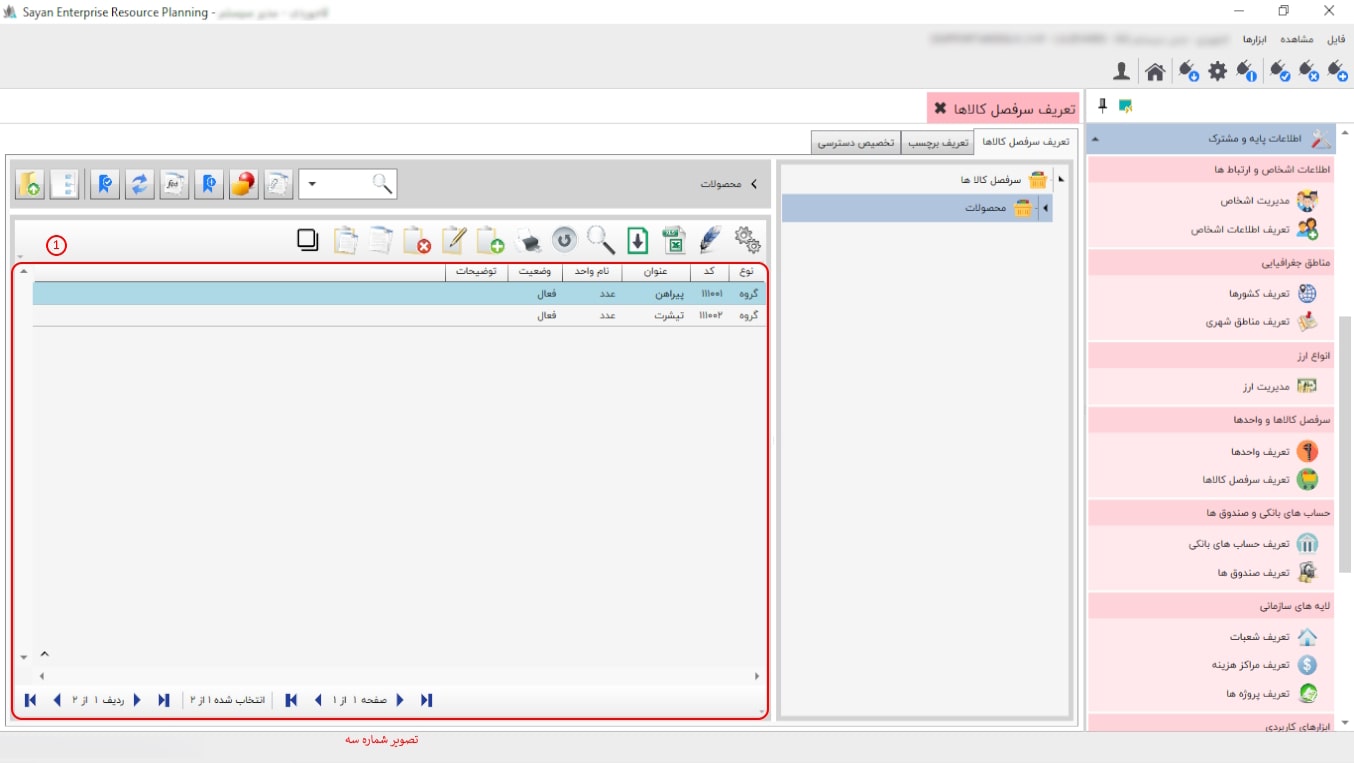 Sayan Enterprise Resource Planning -
فایل
مشاهده
ابزارها
تعریف سرفصل کالاها
تعریف سرفصل کالاها
تعریف برچسب
تخصیص دسترسی
اطلاعات پایه و مشترک
اطلاعات اشخاص و ارتباط ها
مدیریت اشخاص
تعریف اطلاعات اشخاص
مناطق جغرافیایی
تعریف کشورها
تعریف مناطق شهری
انواع ارز
مدیریت ارز
سرفصل کالاها و واحدها
تعریف واحدها
تعریف سرفصل کالاها
حساب های بانکی و صندوق ها
تعریف حساب های بانکی
تعریف صندوق ها
لایه های سازمانی
تعریف شعبات
تعریف مراکز هزینه
تعریف پروژه ها
ابزارهای کاربردی
سرفصل کالا ها
محصولات
محصولات
1
نوع کد عنوان نام واحد وضعیت توضیحات
گروه ۱۱۱۰۰۱ پیراهن عدد فعال
گروه ۱۱۱۰۰۲ تیشرت عدد فعال
صفحه ۱ از ۱
انتخاب شده ۱ از ۲
ردیف ۱ از ۲
تصویر شماره سه